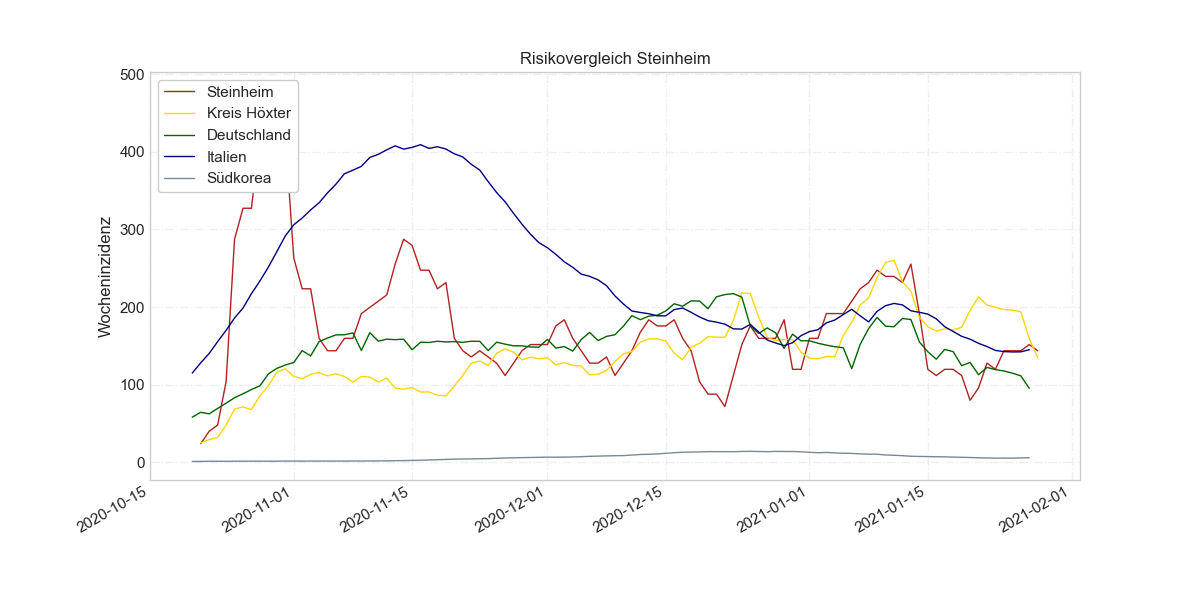 Risikovergleich Steinheim
Wocheninzidenz
500
400
300
200
100
0
Steinheim
Kreis Höxter
Deutschland
Italien
Südkorea
2020-10-15
2020-11-01
2020-11-15
2020-12-01
2020-12-15
2021-01-01
2021-01-15
2021-02-01